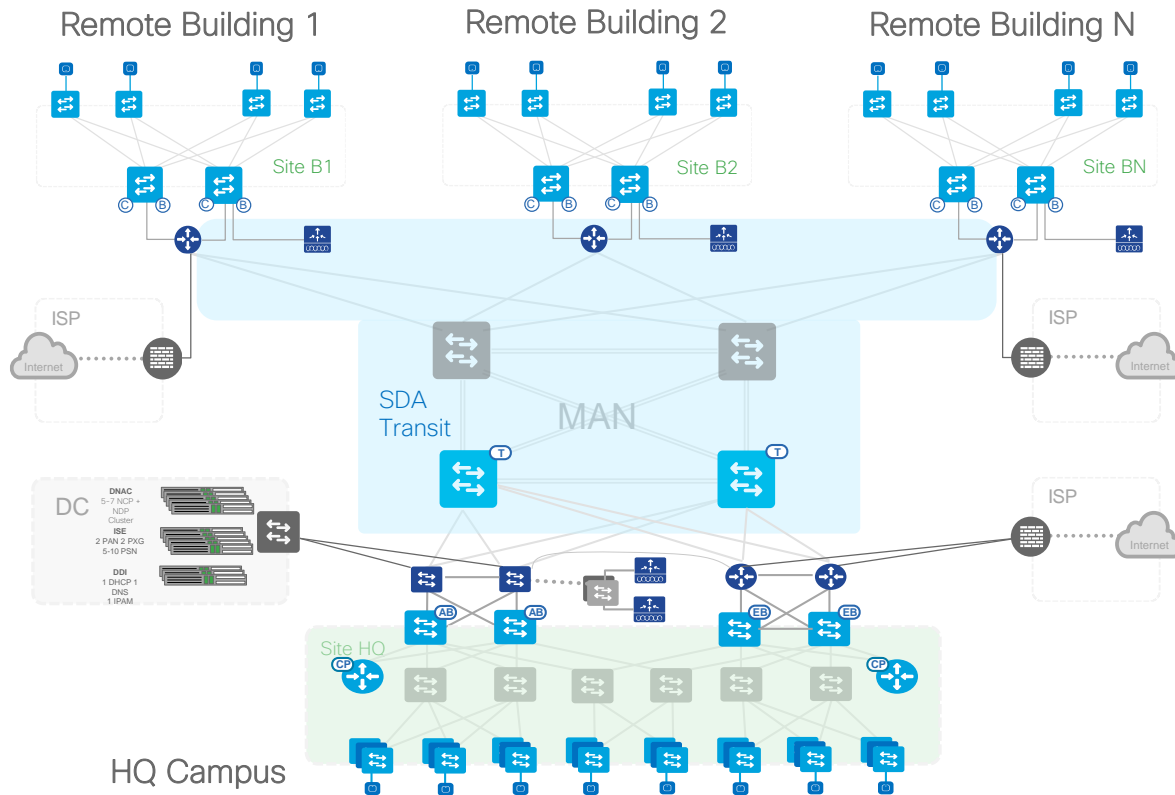 Remote Building 1
Remote Building 2
Remote Building N
Site B1
Site B2
Site BN
C
B
C
B
C
B
C
B
C
B
C
B
ISP
Internet
ISP
Internet
SDA
Transit
MAN
T
T
DC
DNAC
5-7 NCP +
NDP
Cluster
ISE
2 PAN 2 PXG
5-10 PSN
DDI
1 DHCP 1
DNS
1 IPAM
ISP
Internet
AB
AB
EB
EB
Site HQ
CP
CP
HQ Campus